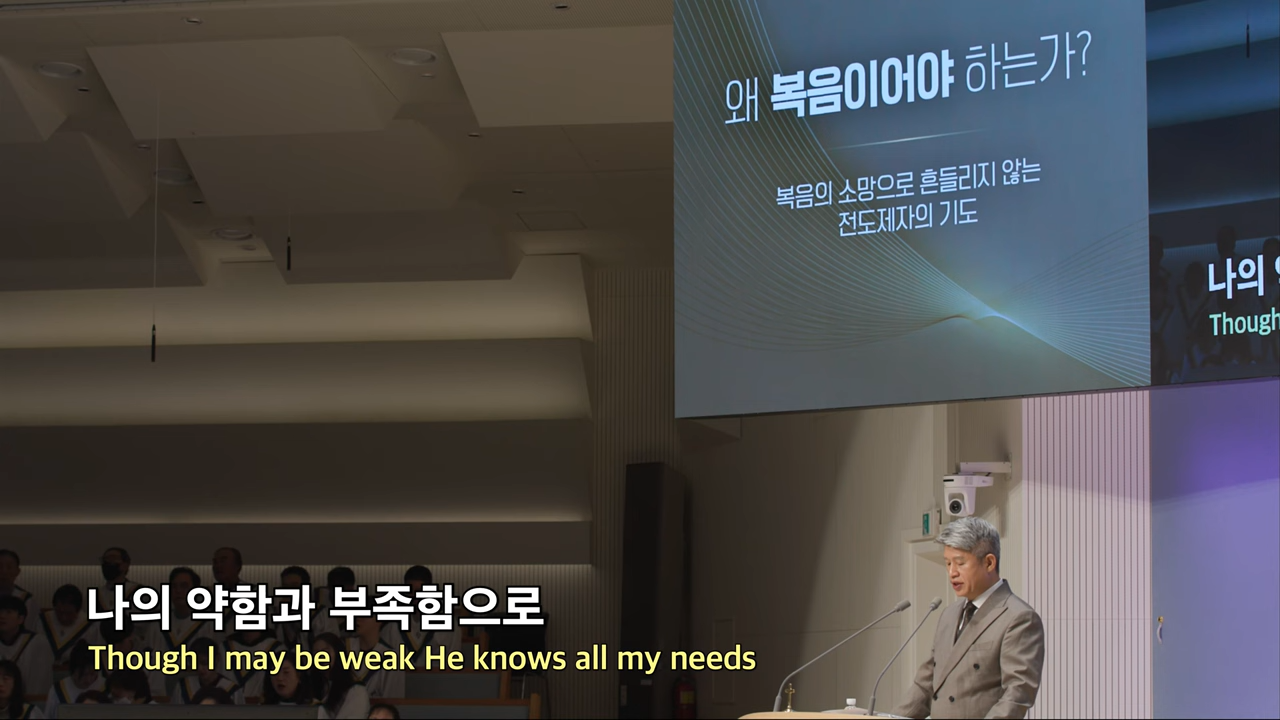 왜 복음이어야 하는가?
복음의 소망으로 흔들리지 않는
전도제자의 기도
나의
Though
나의 약함과 부족함으로
Though I may be weak He knows all my needs